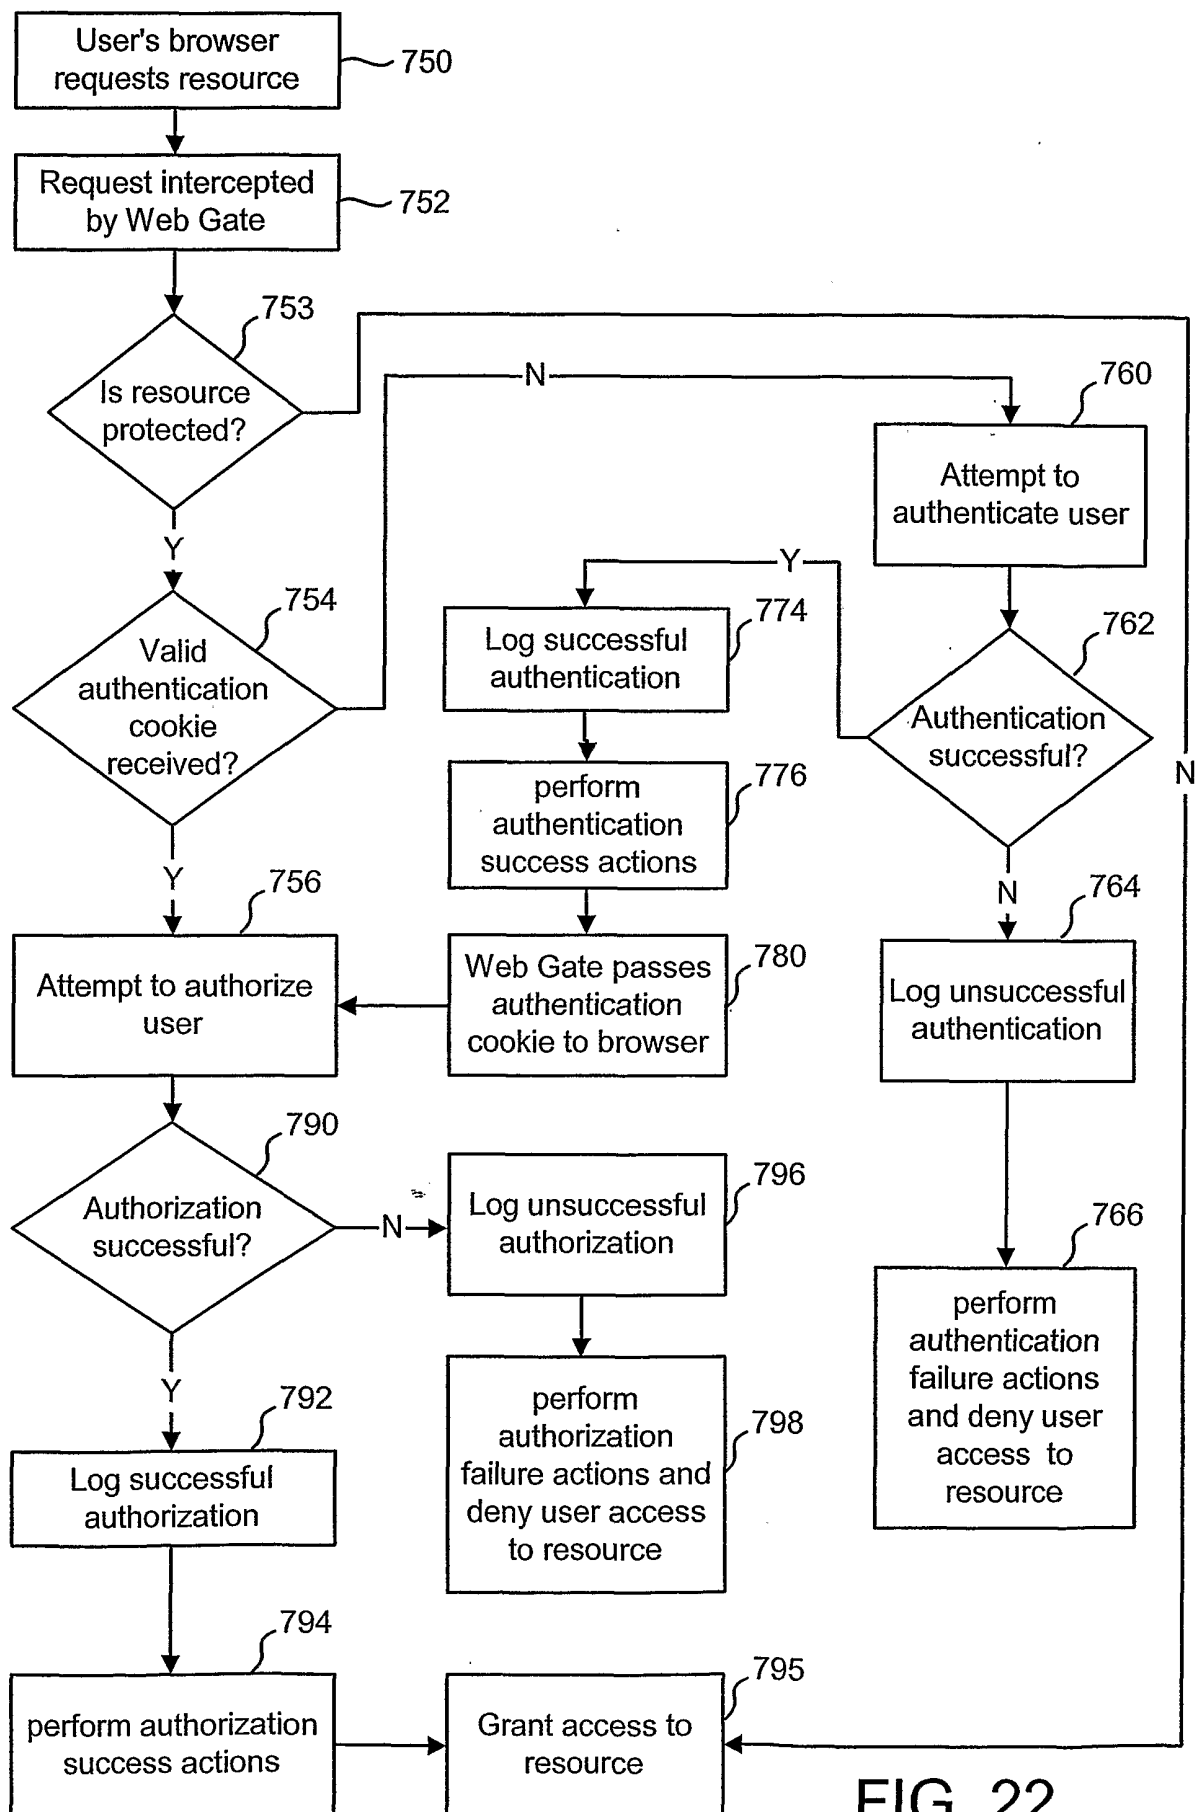 User's browser
requests resource
750
Request intercepted
by Web Gate
752
753
Is resource
protected?
N
760
Attempt to
authenticate user
Y
Y
754
Valid
authentication
cookie
received?
774
Log successful
authentication
762
Authentication
successful?
N
776
perform
authentication
success actions
Y
756
Attempt to authorize
user
780
Web Gate passes
authentication
cookie to browser
N
764
Log unsuccessful
authentication
790
Authorization
successful?
N
796
Log unsuccessful
authorization
766
perform
authentication
failure actions
and deny user
access to
resource
Y
792
Log successful
authorization
798
perform
authorization
failure actions and
deny user access
to resource
794
perform authorization
success actions
795
Grant access to
resource
FIG. 22